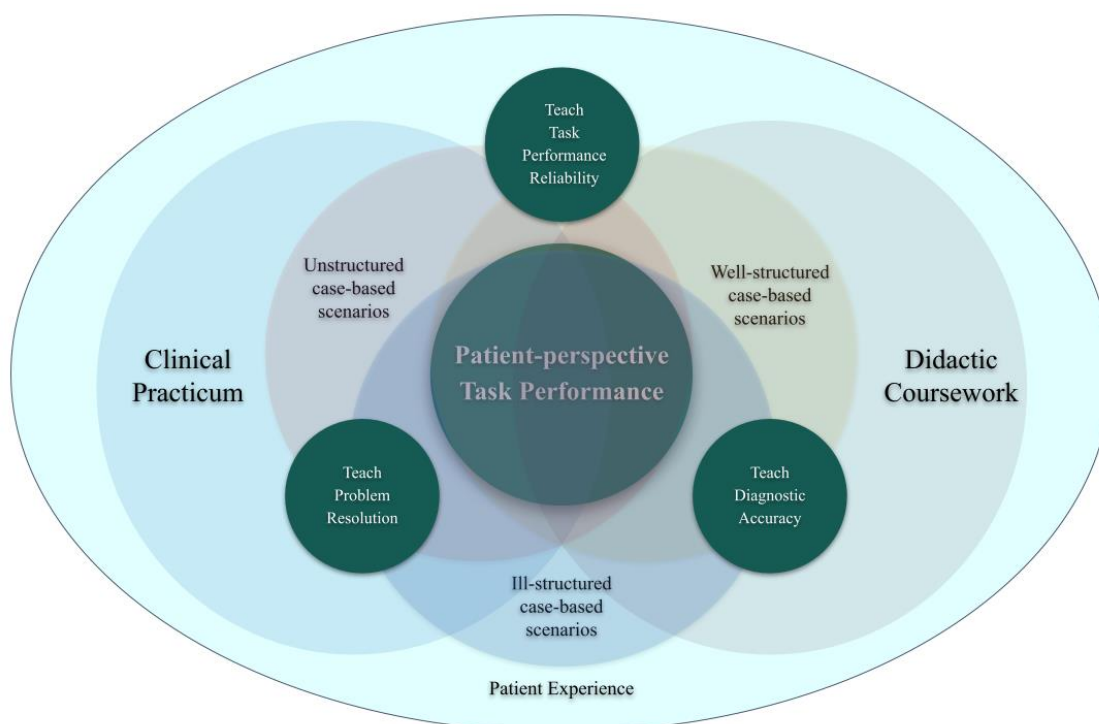 Teach
Task
Performance
Reliability
Unstructured
case-based
scenarios
Well-structured
case-based
scenarios
Clinical
Practicum
Patient-perspective
Task Performance
Didactic
Coursework
Teach
Problem
Resolution
Teach
Diagnostic
Accuracy
Ill-structured
case-based
scenarios
Patient Experience